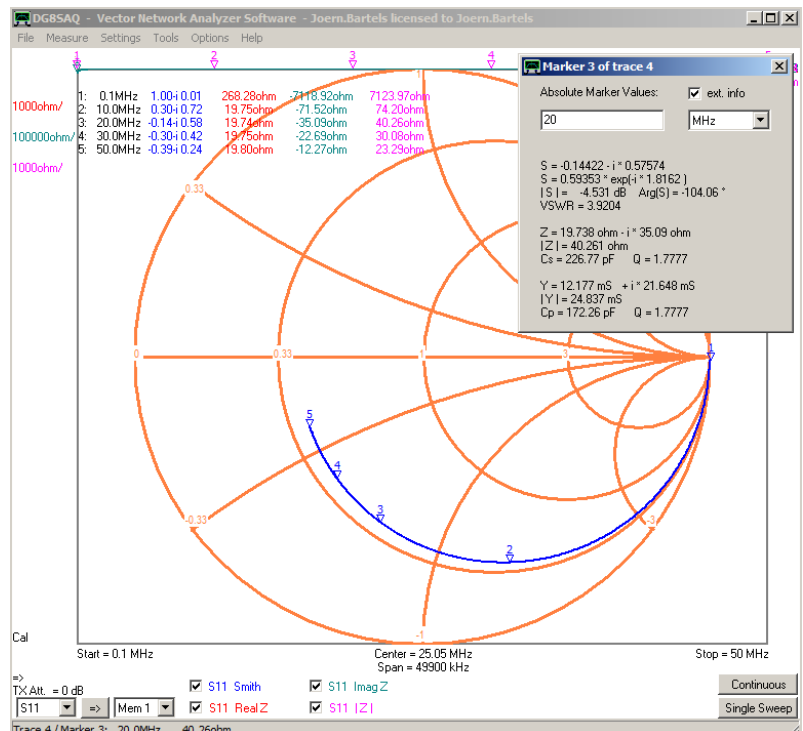 DG8SAQ - Vector Network Analyzer Software - Joern.Bartels licensed to Joern.Bartels
File Measure Settings Tools Options Help
1 2 3 4 5
1: 0.1MHz 1.00-i 0.01 268.28ohm -7118.92ohm 7123.97ohm
2: 10.0MHz 0.30-i 0.72 19.75ohm -71.52ohm 74.20ohm
3: 20.0MHz -0.14-i 0.58 19.74ohm -35.09ohm 40.26ohm
4: 30.0MHz -0.30-i 0.42 19.75ohm -22.69ohm 30.08ohm
5: 50.0MHz -0.39-i 0.24 19.80ohm -12.27ohm 23.29ohm
1000ohm/
100000ohm/
1000ohm/
Marker 3 of trace 4
Absolute Marker Values:
ext. info
20
MHz
S = -0.14422 - i * 0.57574
S = 0.59353 * exp(-i * 1.8162 )
| S | = -4.531 dB Arg(S) = -104.06 °
VSWR = 3.9204
Z = 19.738 ohm - i * 35.09 ohm
| Z | = 40.261 ohm
Cs = 226.77 pF Q = 1.7777
Y = 12.177 mS + i * 21.648 mS
| Y | = 24.837 mS
Cp = 172.26 pF Q = 1.7777
1
0.33
0 0.33 1 3
1
5
4
3
2
-0.33
-3
-1
Cal
Start = 0.1 MHz
Center = 25.05 MHz
Stop = 50 MHz
Span = 49900 kHz
=>
TX Att. = 0 dB
S11 Smith
S11 Imag Z
Continuous
S11
=>
Mem 1
S11 Real Z
S11 |Z|
Single Sweep
Trace 4 / Marker 3: 20.0MHz 40.26ohm